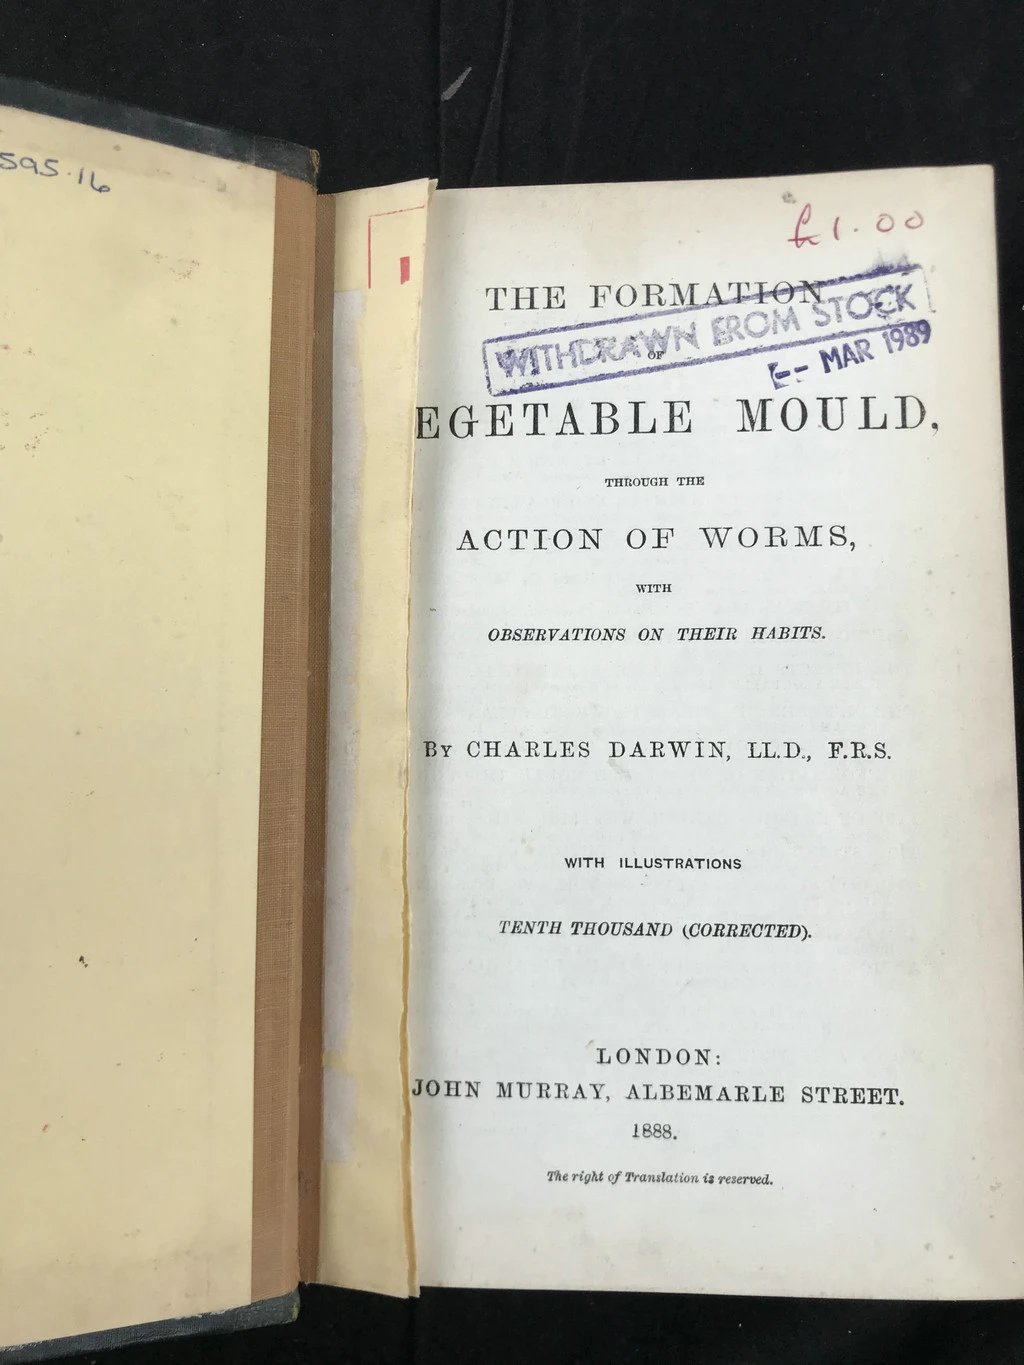 595.16
£1.00
THE FORMATION
WITHDRAWN FROM STOCK
OF
-- MAR 1989
EGETABLE MOULD,
THROUGH THE
ACTION OF WORMS,
WITH
OBSERVATIONS ON THEIR HABITS.
BY CHARLES DARWIN, LL.D., F.R.S.
WITH ILLUSTRATIONS
TENTH THOUSAND (CORRECTED).
LONDON:
JOHN MURRAY, ALBEMARLE STREET.
1888.
The right of Translation is reserved.